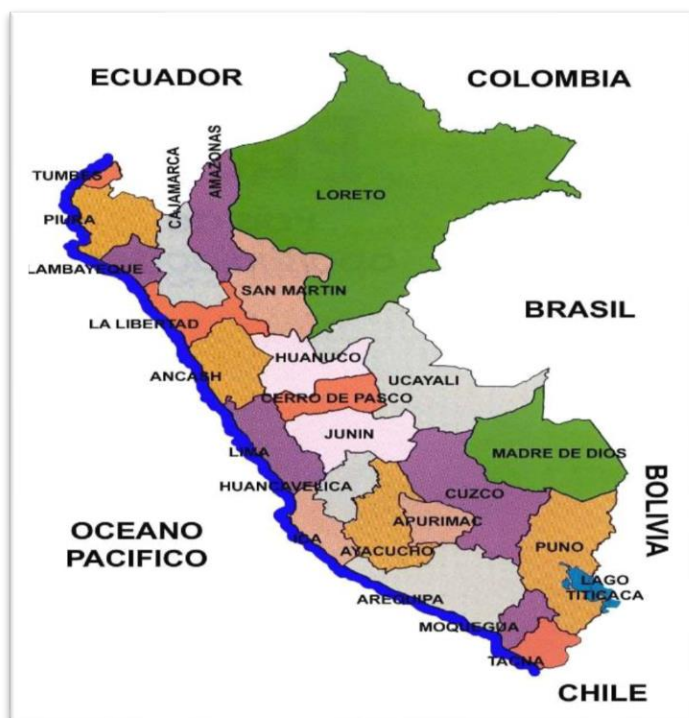 ECUADOR
COLOMBIA
TUMBES
CAJAMARCA
AMAZONAS
LORETO
PIURA
LAMBAYEQUE
SAN MARTIN
BRASIL
LA LIBERTAD
HUANUCO
ANCASH
UCAYALI
CERRO DE PASCO
JUNIN
LIMA
MADRE DE DIOS
HUANCAVELICA
CUZCO
BOLIVIA
OCEANO
PACIFICO
ICA
APURIMAC
AYACUCHO
PUNO
LAGO
TITICACA
AREQUIPA
MOQUEGUA
TACNA
CHILE